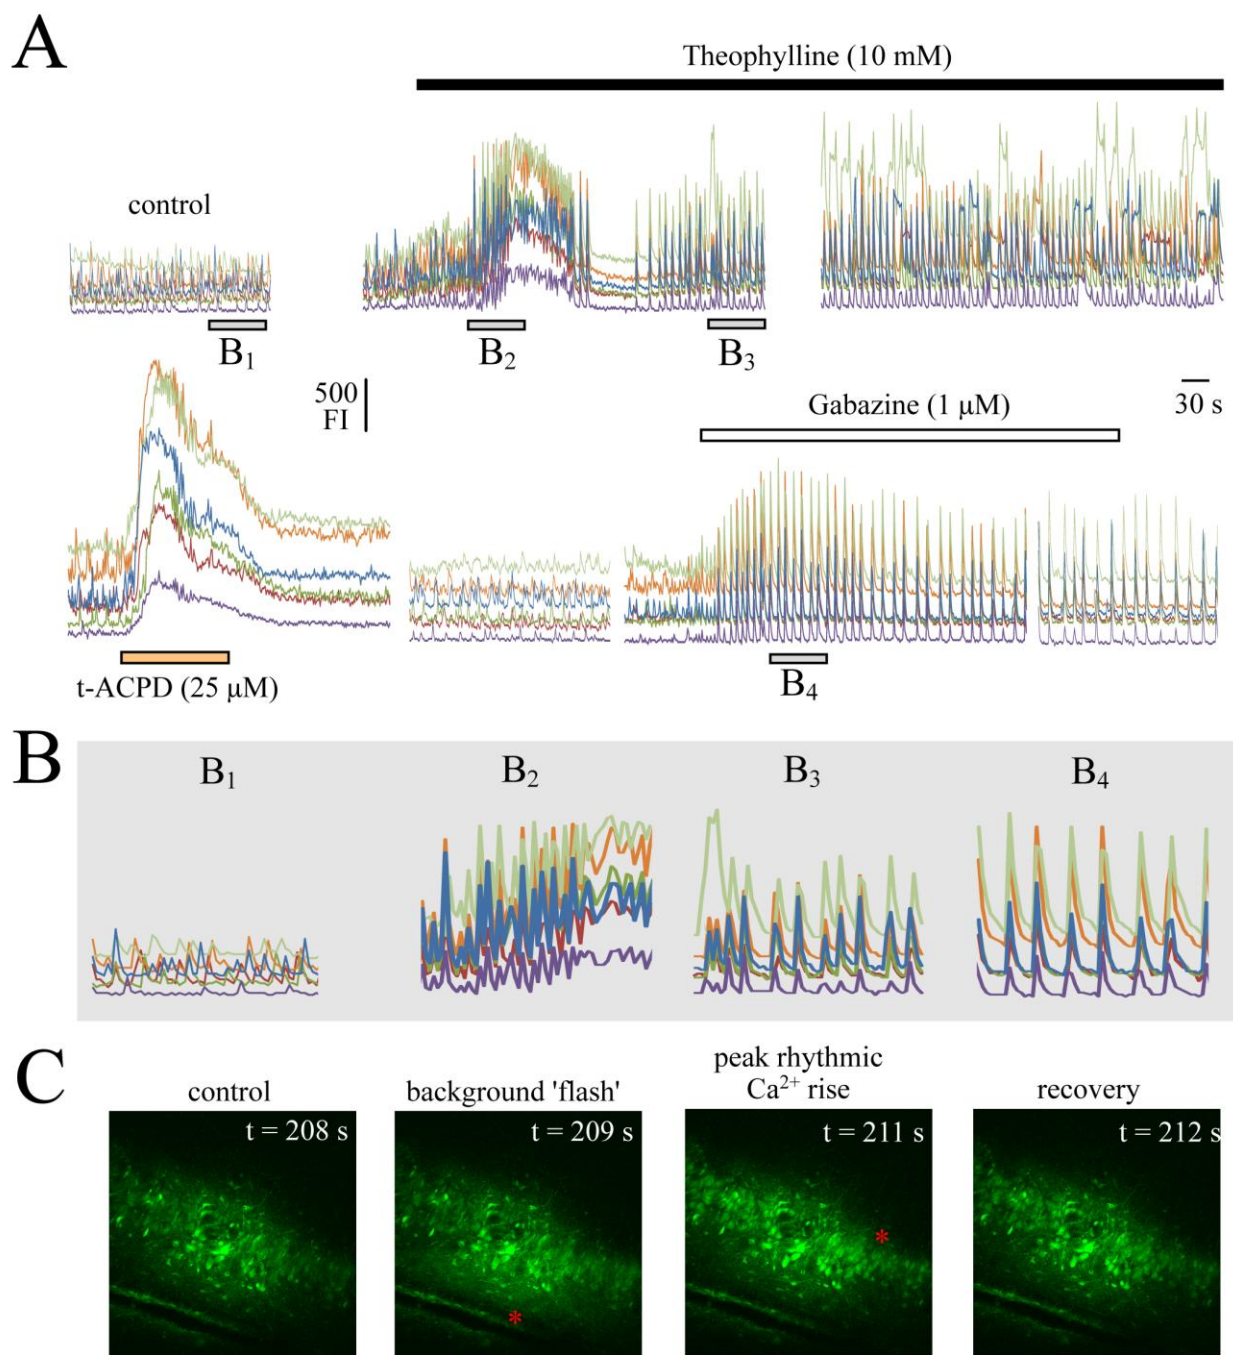 A
Theophylline (10 mM)
control
B₁
B₂
B₃
500
FI
Gabazine (1 μM)
30 s
t-ACPD (25 μM)
B₄
B
B₁
B₂
B₃
B₄
C
control
background 'flash'
peak rhythmic
Ca²⁺ rise
recovery
t = 208 s
t = 209 s
t = 211 s
t = 212 s
*
*